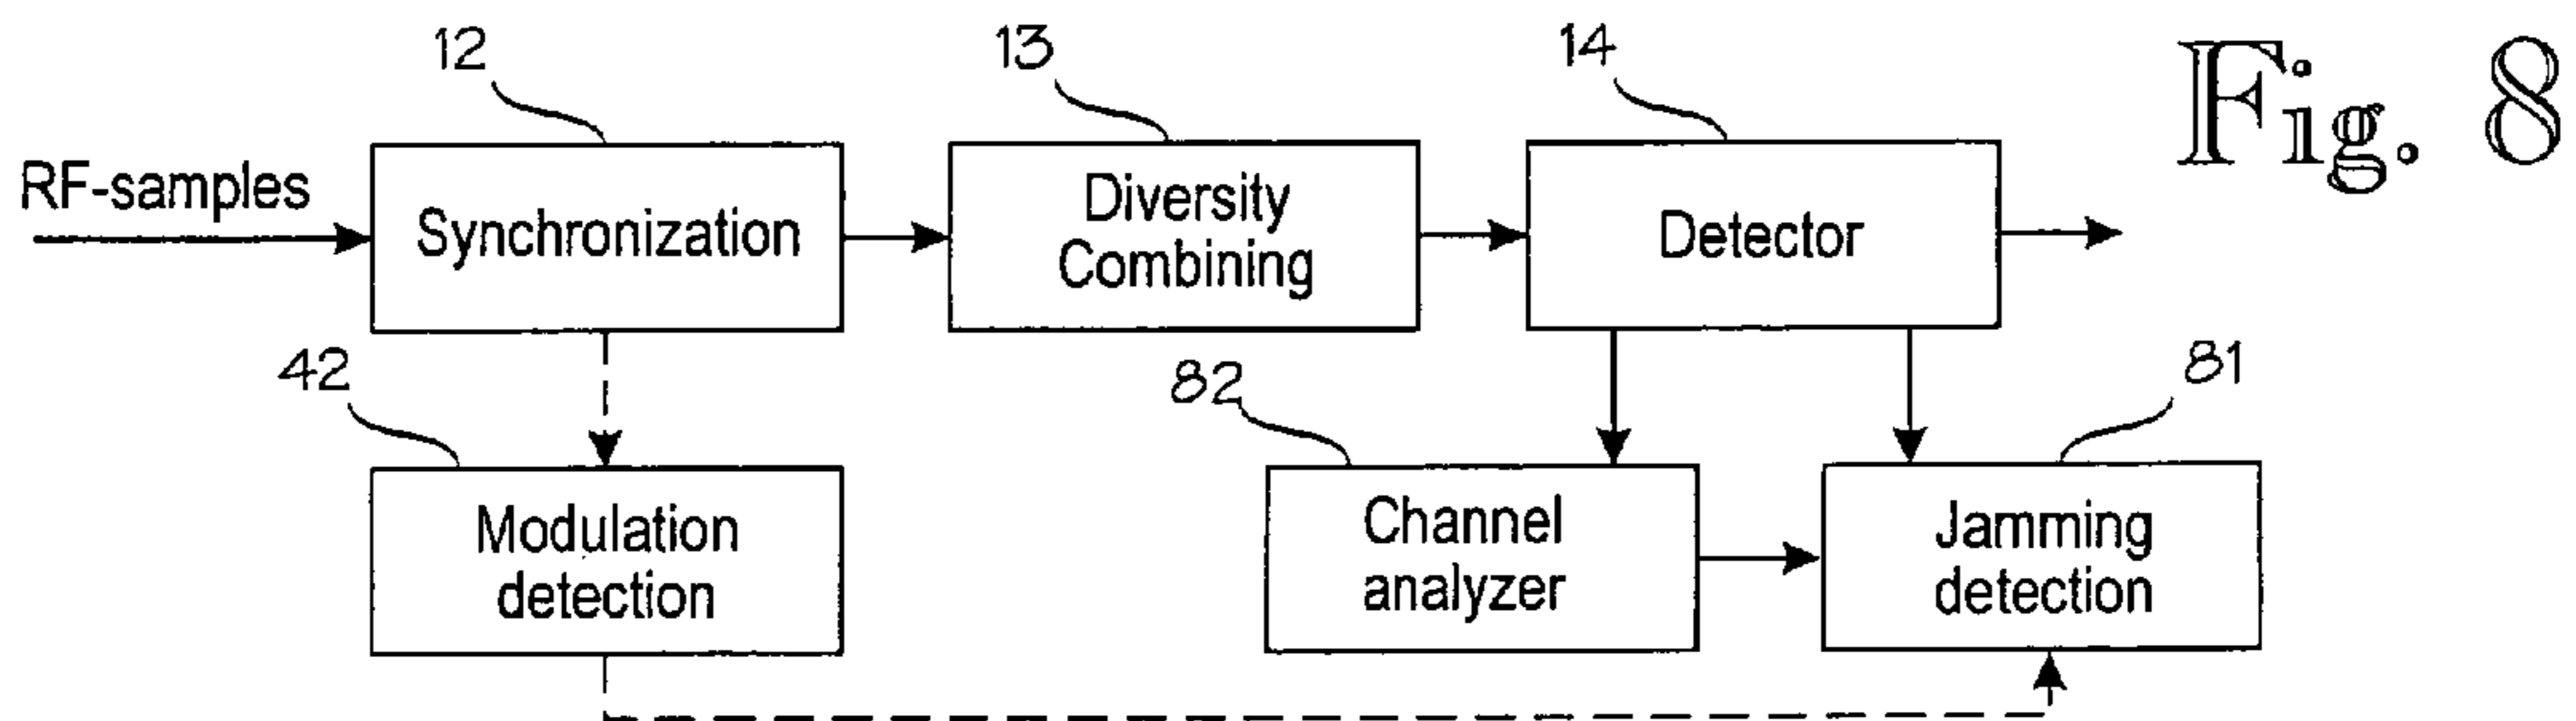 Fig. 8
12
13
14
RF-samples
Synchronization
Diversity
Combining
Detector
42
82
81
Modulation
detection
Channel
analyzer
Jamming
detection